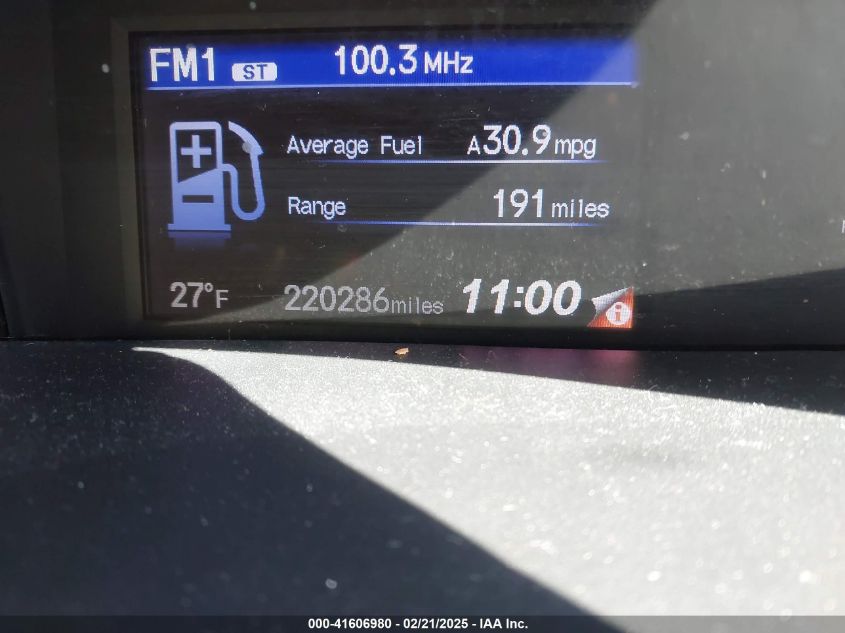 FM1 ST 100.3 MHz
Average Fuel A30.9 mpg
Range 191 miles
27°F 220286 miles 11:00 i
000-41606980 - 02/21/2025 - IAA Inc.